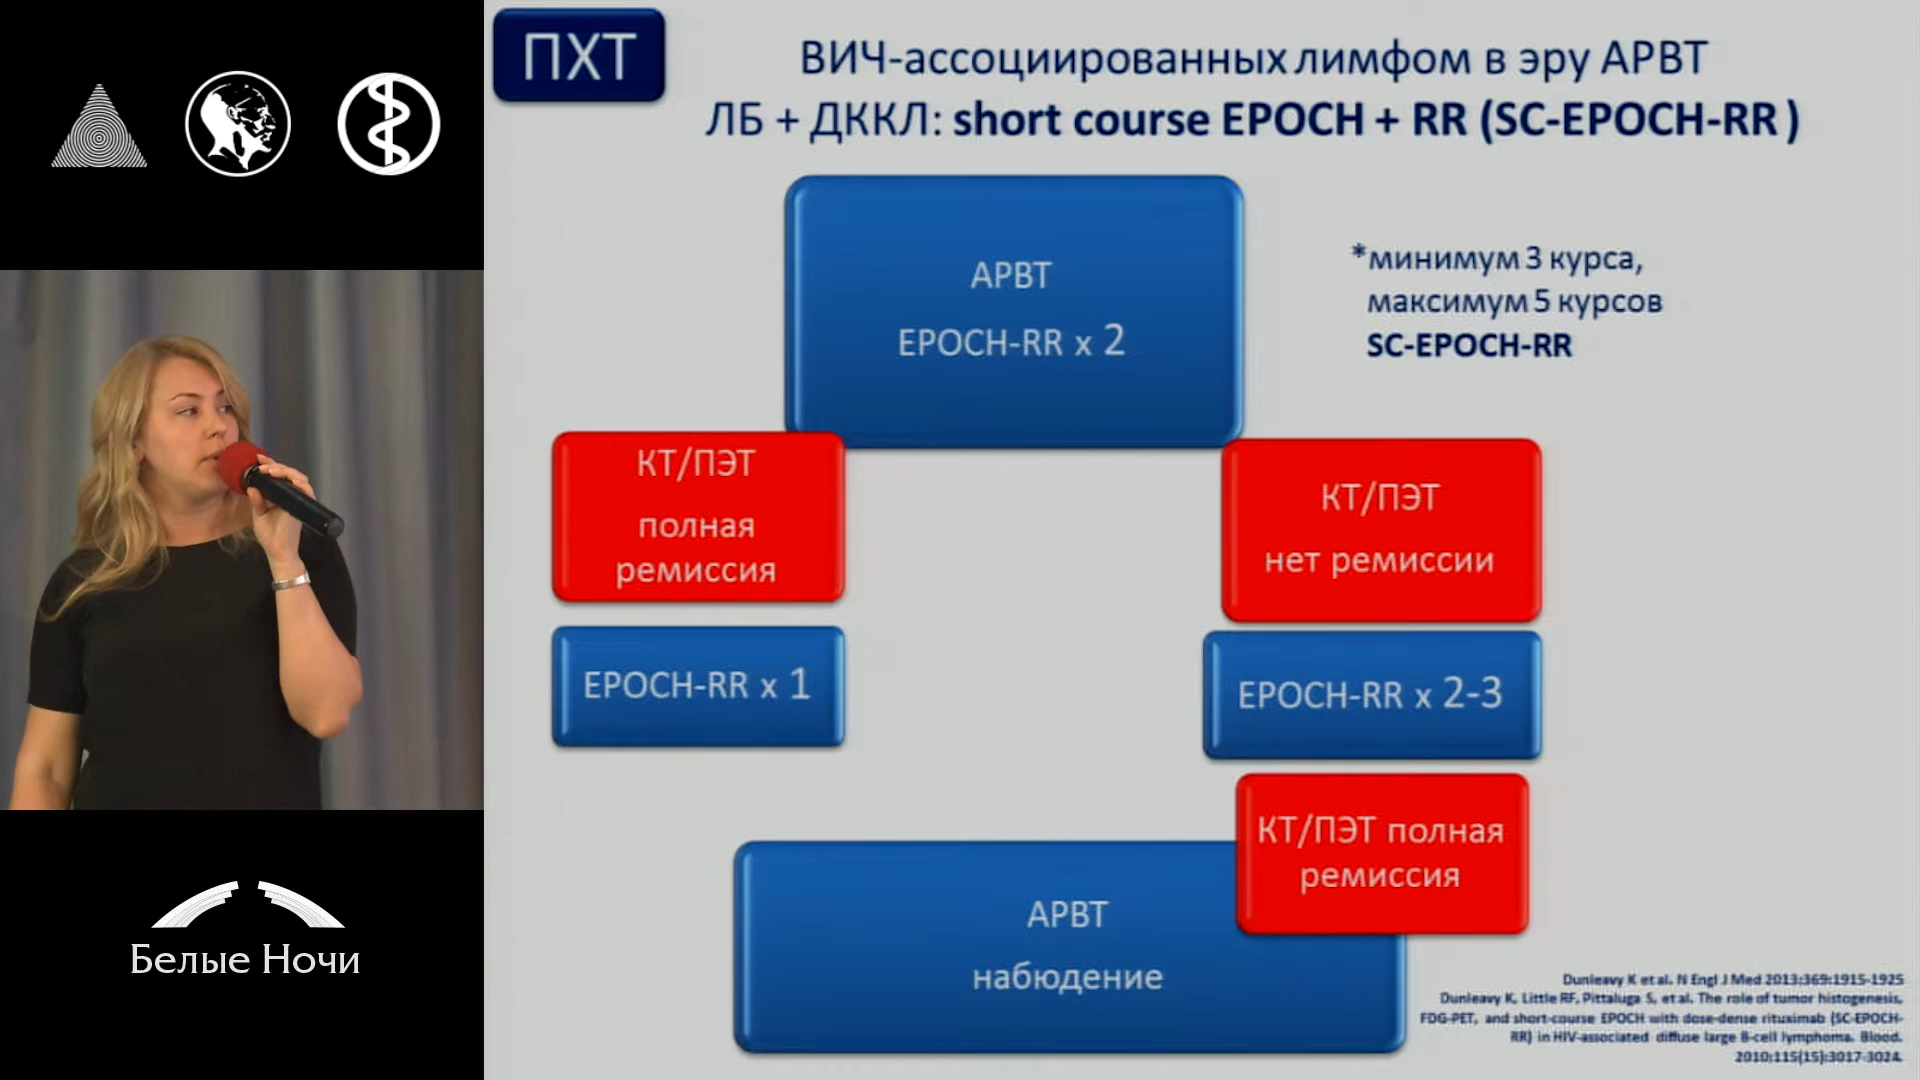 ПХТ
ВИЧ-ассоциированных лимфом в эру АРВТ
ЛБ + ДККЛ: short course EPOCH + RR (SC-EPOCH-RR )
АРВТ
EPOCH-RR x 2
*минимум 3 курса,
максимум 5 курсов
SC-EPOCH-RR
КТ/ПЭТ
полная
ремиссия
КТ/ПЭТ
нет ремиссии
EPOCH-RR x 1
EPOCH-RR x 2-3
КТ/ПЭТ полная
ремиссия
АРВТ
набюдение
Белые Ночи
Dunleavy K et al. N Engl J Med 2013;369:1915-1925
Dunleavy K, Little RF, Pittaluga S, et al. The role of tumor histogenesis,
FDG-PET, and short-course EPOCH with dose-dense rituximab (SC-EPOCH-
RR) in HIV-associated diffuse large B-cell lymphoma. Blood.
2010;115(15):3017-3024.